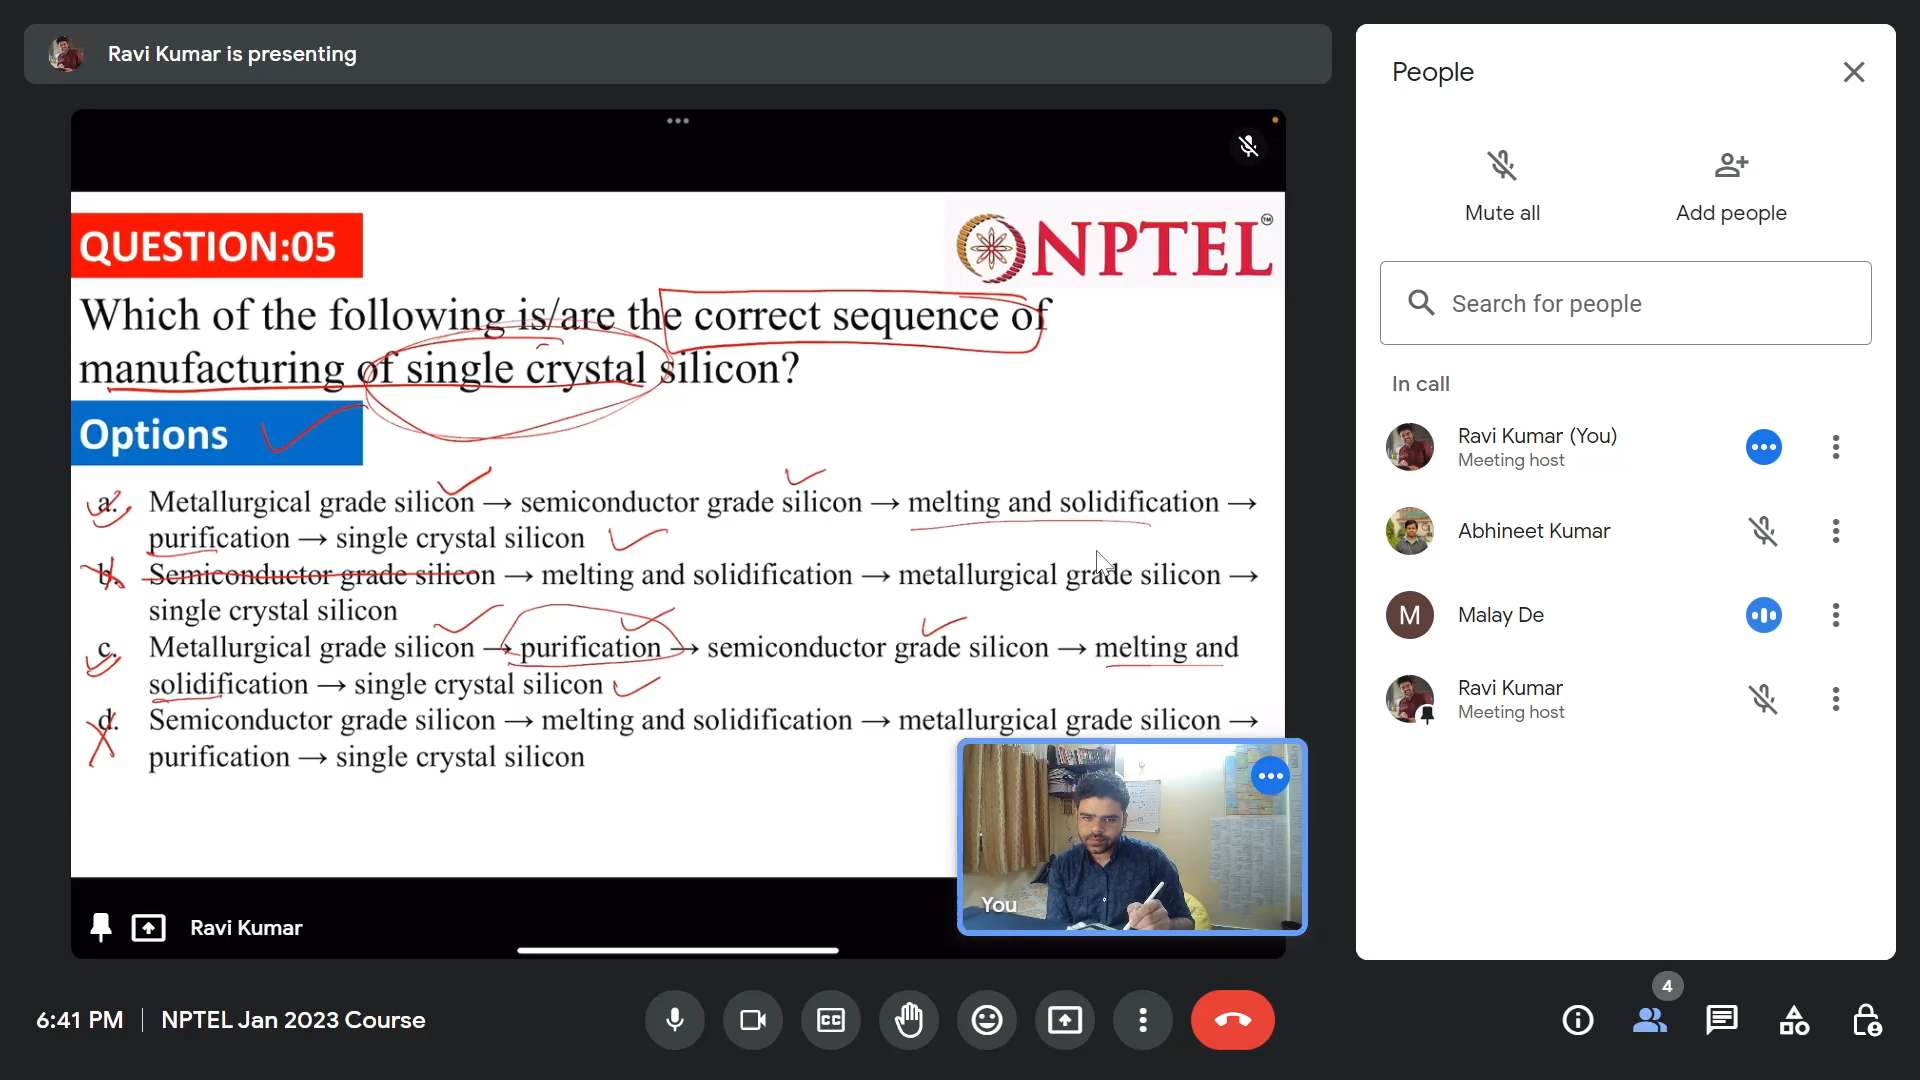 Ravi Kumar is presenting
QUESTION:05
NPTEL
TM
Which of the following is/are the correct sequence of
manufacturing of single crystal silicon?
Options
a. Metallurgical grade silicon → semiconductor grade silicon → melting and solidification →
purification → single crystal silicon
b. Semiconductor grade silicon → melting and solidification → metallurgical grade silicon →
single crystal silicon
c. Metallurgical grade silicon → purification → semiconductor grade silicon → melting and
solidification → single crystal silicon
d. Semiconductor grade silicon → melting and solidification → metallurgical grade silicon →
purification → single crystal silicon
You
Ravi Kumar
6:41 PM | NPTEL Jan 2023 Course
CC
People
Mute all
Add people
Search for people
In call
Ravi Kumar (You)
Meeting host
Abhineet Kumar
M
Malay De
Ravi Kumar
Meeting host
4